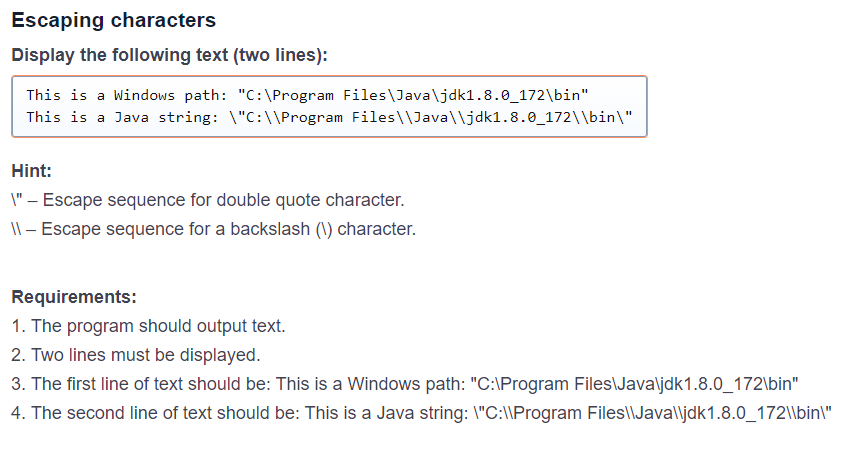 Escaping characters
Display the following text (two lines):
This is a Windows path: "C:\Program Files\Java\jdk1.8.0_172\bin"
This is a Java string: \"C:\\Program Files\\Java\\jdk1.8.0_172\\bin\"
Hint:
\" – Escape sequence for double quote character.
\\ – Escape sequence for a backslash (\) character.
Requirements:
1. The program should output text.
2. Two lines must be displayed.
3. The first line of text should be: This is a Windows path: "C:\Program Files\Java\jdk1.8.0_172\bin"
4. The second line of text should be: This is a Java string: \"C:\\Program Files\\Java\\jdk1.8.0_172\\bin\"